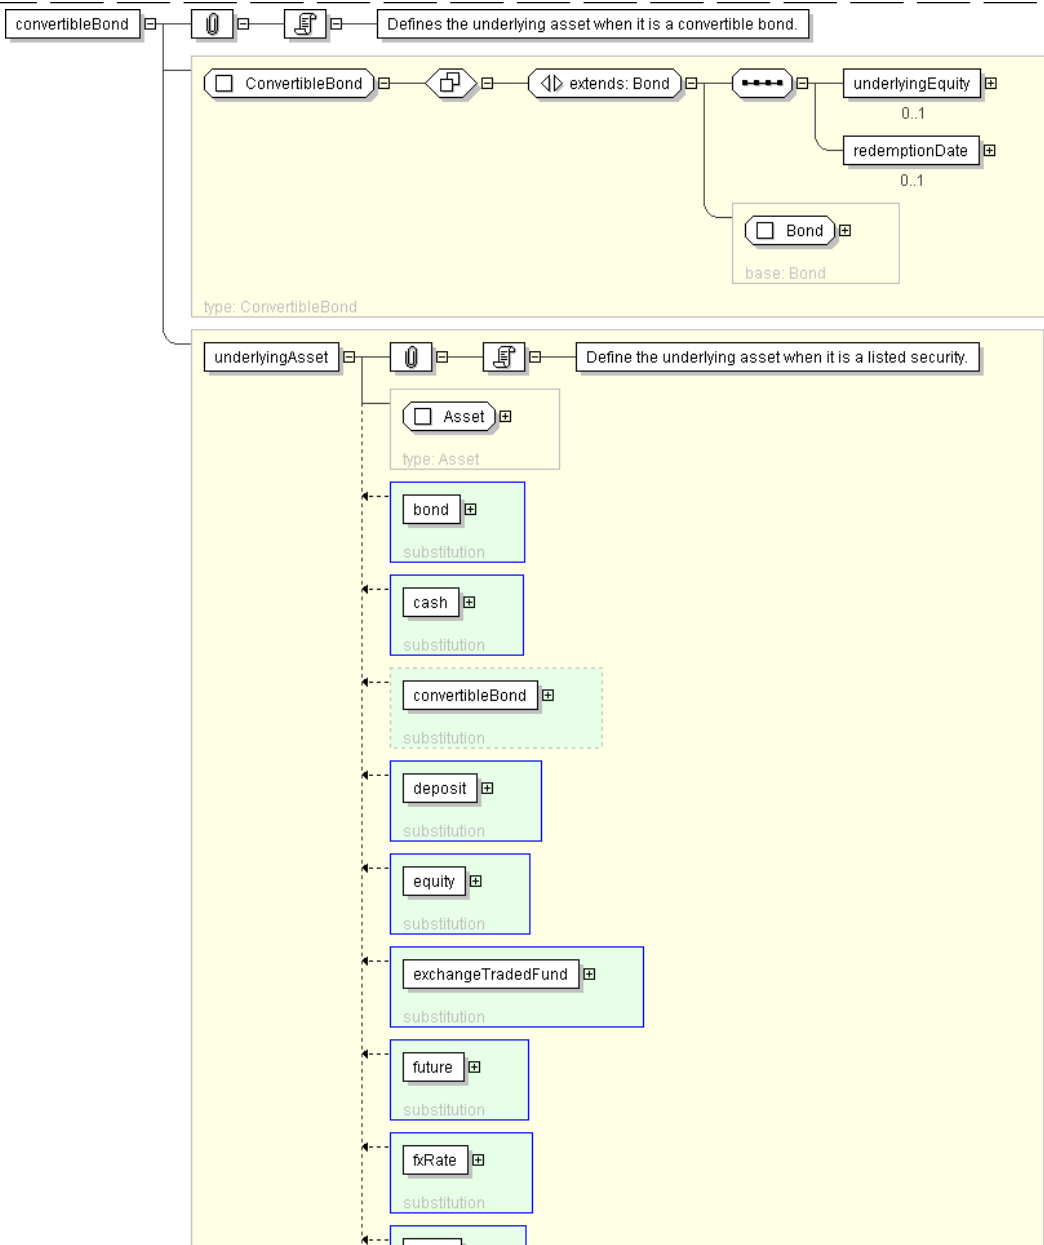 convertibleBond Defines the underlying asset when it is a convertible bond.
ConvertibleBond extends: Bond underlyingEquity
0..1
redemptionDate
0..1
Bond
base: Bond
type: ConvertibleBond
underlyingAsset Define the underlying asset when it is a listed security.
Asset
type: Asset
bond
substitution
cash
substitution
convertibleBond
substitution
deposit
substitution
equity
substitution
exchangeTradedFund
substitution
future
substitution
fxRate
substitution